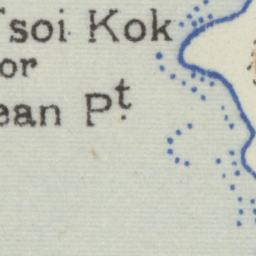 Tsoi Kok
or
ean Pt.